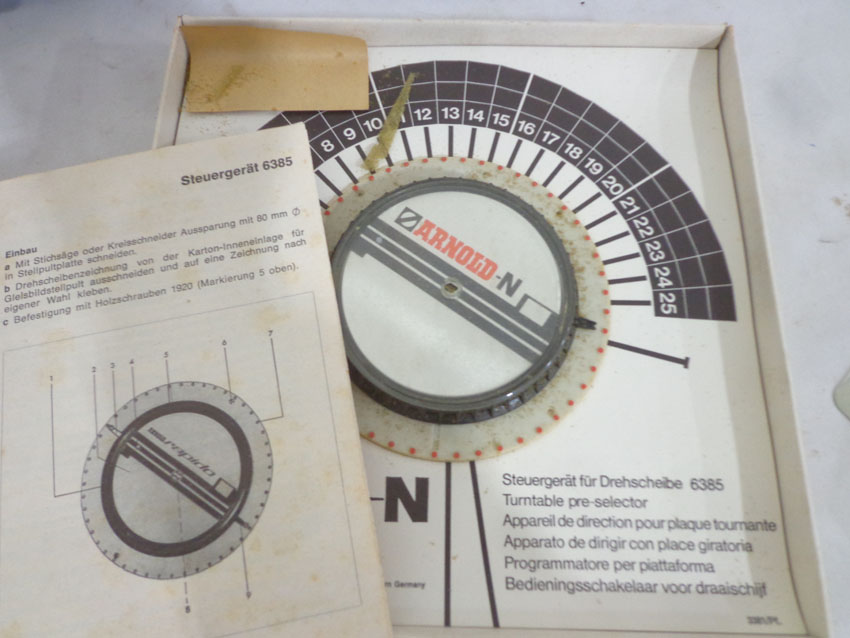 Steuergerät 6385
Einbau
a Mit Stichsäge oder Kreisschneider Aussparung mit 80 mm Ø
in Stellpultplatte schneiden.
b Drehscheibenzeichnung von der Karton-Inneneinlage für
Gleisbildstellpult ausschneiden und auf eine Zeichnung nach
eigener Wahl kleben.
c Befestigung mit Holzschrauben 1920 (Markierung 5 oben).
1 2 3 4 5 6 7
8 9
8 9 10 11 12 13 14 15 16 17 18 19 20 21 22 23 24 25
ARNOLD-N
-N
Steuergerät für Drehscheibe 6385
Turntable pre-selector
Appareil de direction pour plaque tournante
Apparato de dirigir con place giratoria
Programmatore per piattaforma
Bedieningsschakelaar voor draaischijf
Germany